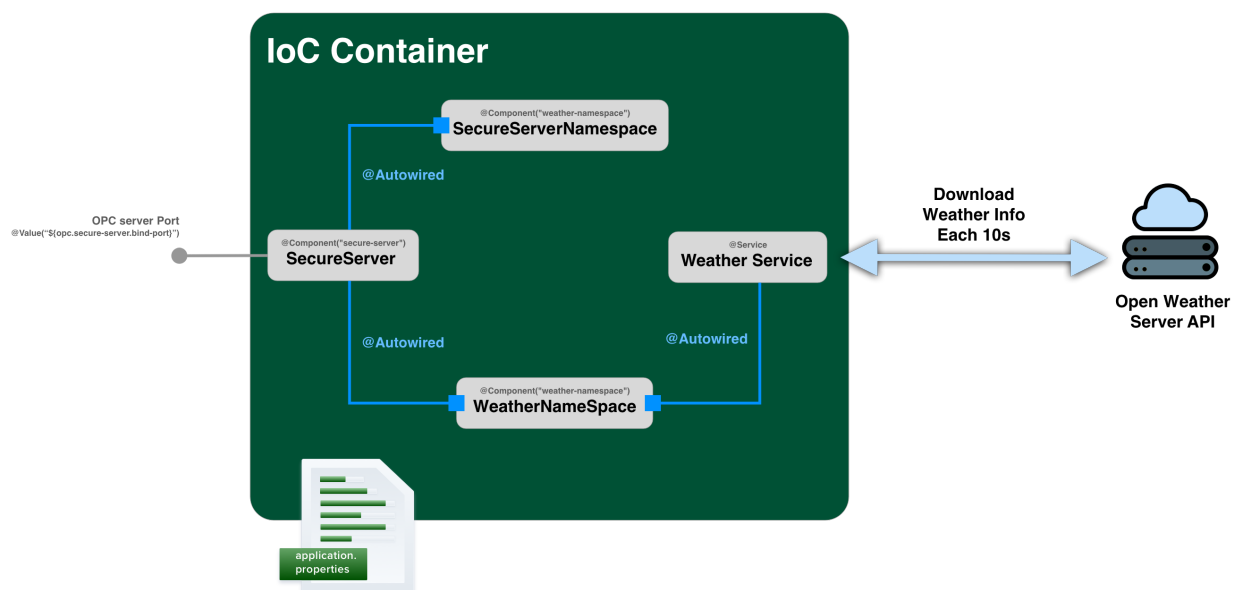 IoC Container
@Component("weather-namespace")
SecureServerNamespace
@Autowired
OPC server Port
@Value(“${opc.secure-server.bind-port}”)
@Component("secure-server")
SecureServer
@Service
Weather Service
Download
Weather Info
Each 10s
Open Weather
Server API
@Autowired
@Autowired
@Component("weather-namespace")
WeatherNameSpace
application.
properties